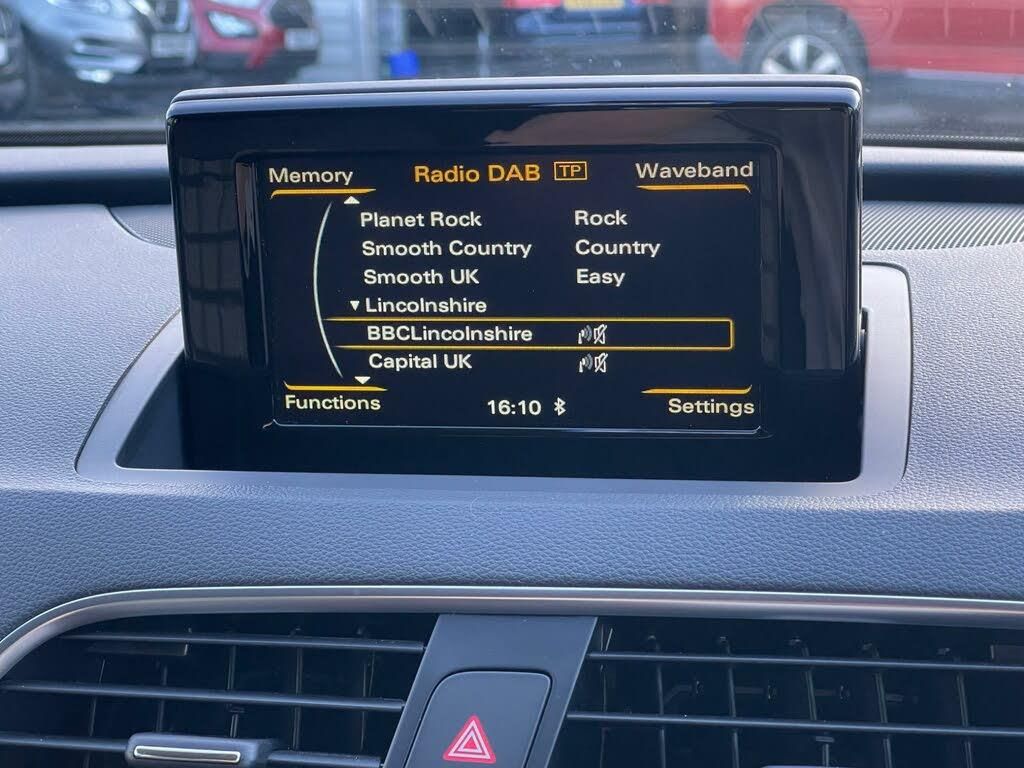 Memory Radio DAB TP Waveband
Planet Rock Rock
Smooth Country Country
Smooth UK Easy
▼ Lincolnshire
BBCLincolnshire
Capital UK
Functions 16:10 Settings